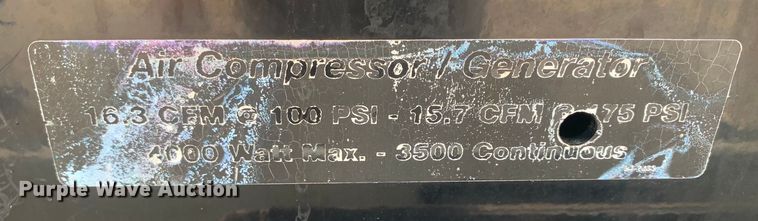 Air Compressor / Generator
16.3 CFM @ 100 PSI - 15.7 CFM @ 175 PSI
4000 Watt Max. - 3500 Continuous
Purple Wave Auction